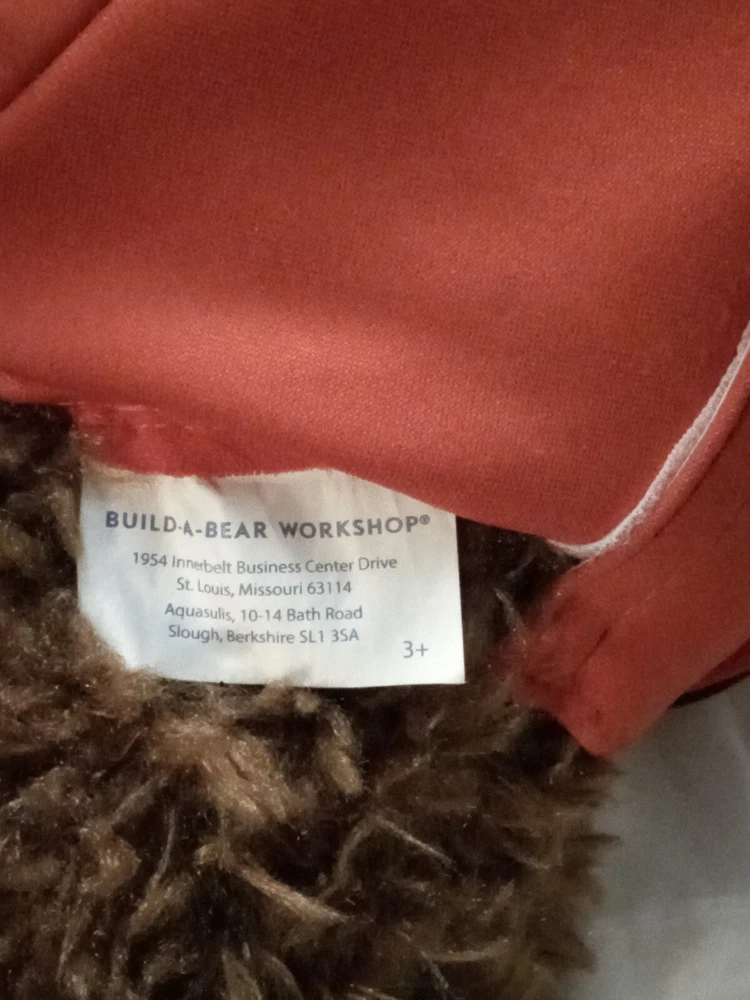 BUILD-A-BEAR WORKSHOP®
1954 Innerbelt Business Center Drive
St. Louis, Missouri 63114
Aquasulis, 10-14 Bath Road
Slough, Berkshire SL1 3SA
3+